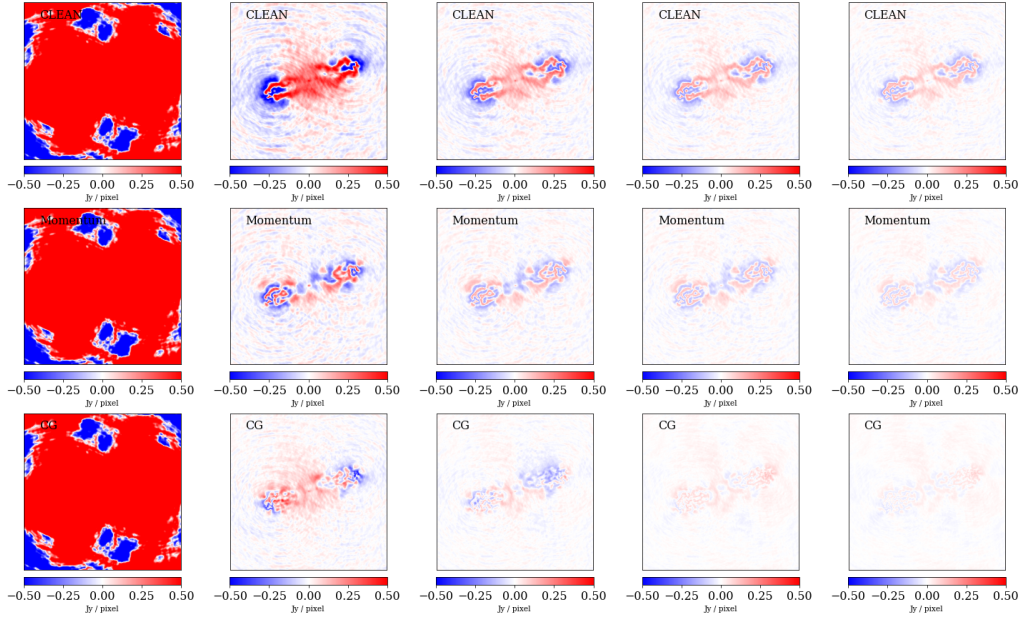 CLEAN CLEAN CLEAN CLEAN CLEAN
−0.50 −0.25 0.00 0.25 0.50 −0.50 −0.25 0.00 0.25 0.50 −0.50 −0.25 0.00 0.25 0.50 −0.50 −0.25 0.00 0.25 0.50 −0.50 −0.25 0.00 0.25 0.50
Jy / pixel Jy / pixel Jy / pixel Jy / pixel Jy / pixel
Momentum Momentum Momentum Momentum Momentum
−0.50 −0.25 0.00 0.25 0.50 −0.50 −0.25 0.00 0.25 0.50 −0.50 −0.25 0.00 0.25 0.50 −0.50 −0.25 0.00 0.25 0.50 −0.50 −0.25 0.00 0.25 0.50
Jy / pixel Jy / pixel Jy / pixel Jy / pixel Jy / pixel
CG CG CG CG CG
−0.50 −0.25 0.00 0.25 0.50 −0.50 −0.25 0.00 0.25 0.50 −0.50 −0.25 0.00 0.25 0.50 −0.50 −0.25 0.00 0.25 0.50 −0.50 −0.25 0.00 0.25 0.50
Jy / pixel Jy / pixel Jy / pixel Jy / pixel Jy / pixel